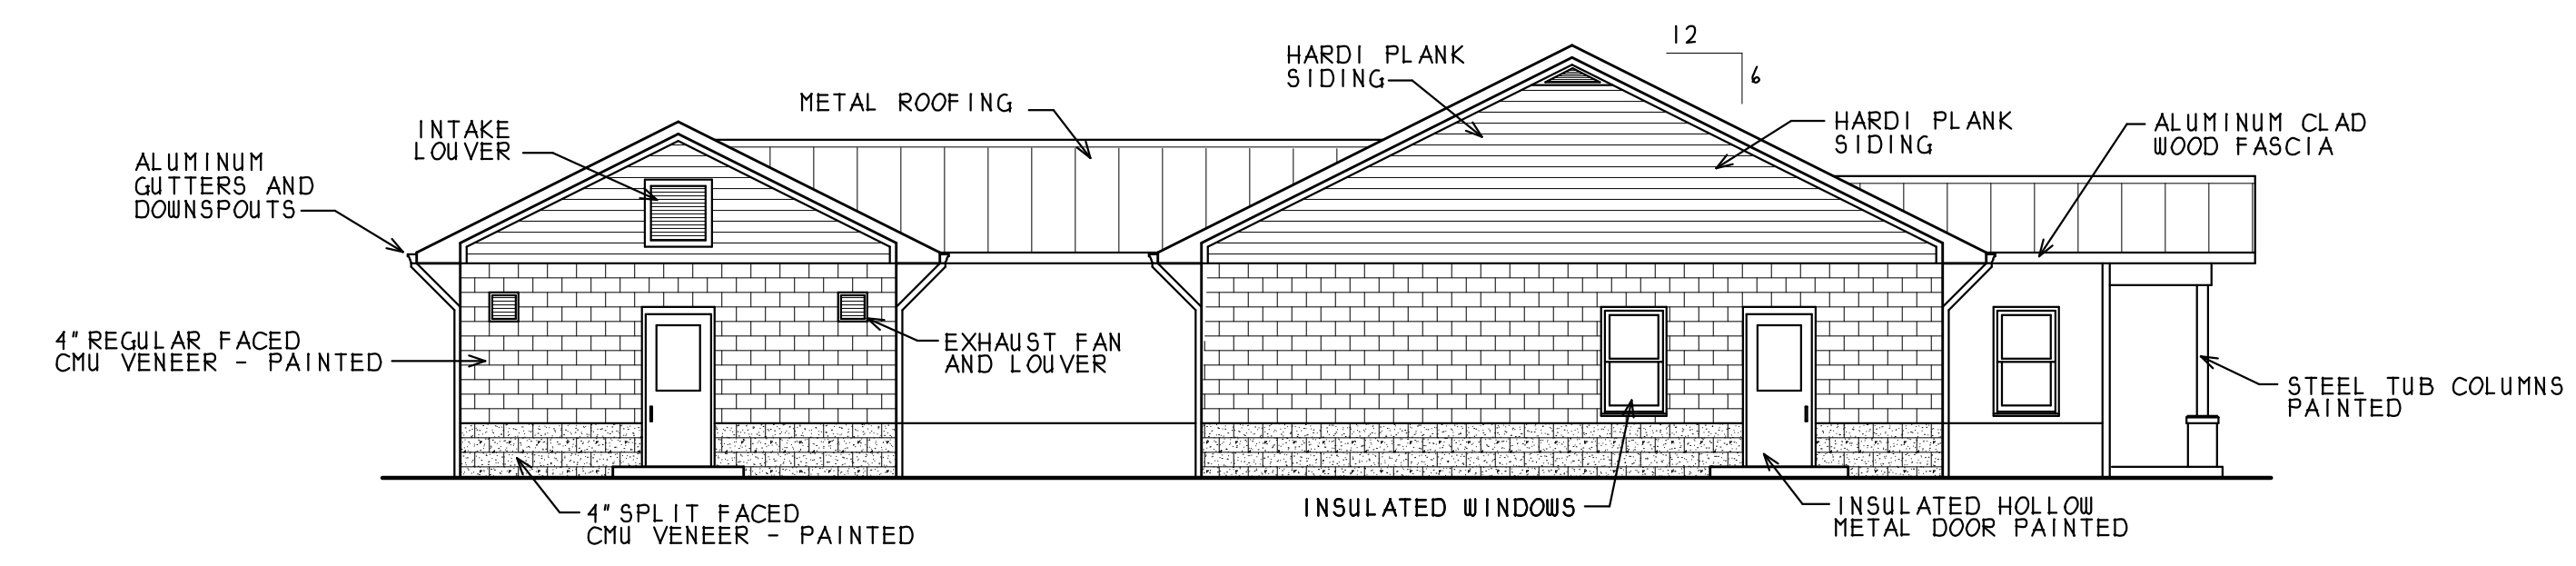 12
6
HARDI PLANK
SIDING
METAL ROOFING
INTAKE
LOUVER
HARDI PLANK
SIDING
ALUMINUM CLAD
WOOD FASCIA
ALUMINUM
GUTTERS AND
DOWNSPOUTS
4" REGULAR FACED
CMU VENEER - PAINTED
EXHAUST FAN
AND LOUVER
STEEL TUB COLUMNS
PAINTED
INSULATED WINDOWS
INSULATED HOLLOW
METAL DOOR PAINTED
4" SPLIT FACED
CMU VENEER - PAINTED